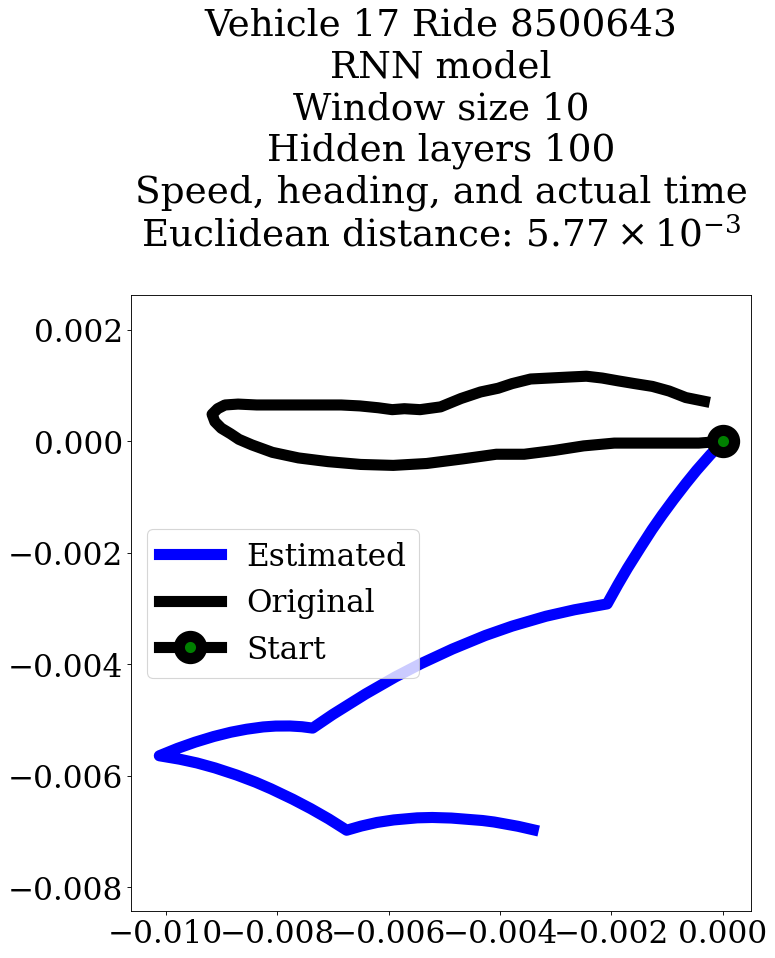 Vehicle 17 Ride 8500643
RNN model
Window size 10
Hidden layers 100
Speed, heading, and actual time
Euclidean distance: 5.77 × 10⁻³
0.002
0.000
−0.002
−0.004
−0.006
−0.008
Estimated
Original
Start
−0.010 −0.008 −0.006 −0.004 −0.002 0.000